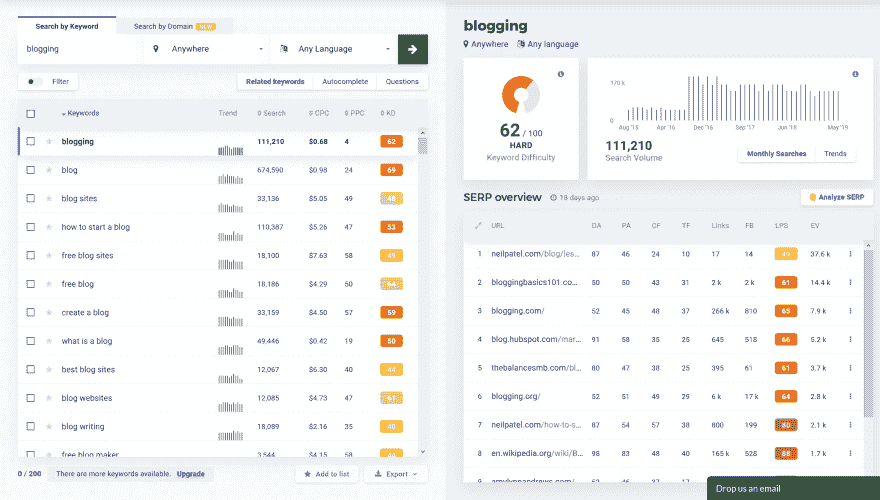 Search by Keyword Search by Domain NEW
blogging Anywhere Any Language
Filter Related keywords Autocomplete Questions
Keywords Trend Search CPC PPC KD
blogging 111,210 $0.68 4 62
blog 674,590 $0.98 24 69
blog sites 33,136 $5.05 49
how to start a blog 110,387 $5.26 47 53
free blog sites 18,100 $7.63 58 49
free blog 18,186 $4.29 50
create a blog 33,159 $4.50 57 59
what is a blog 49,446 $0.42 19 50
best blog sites 12,067 $6.30 40 44
blog websites 12,085 $4.73 47
blog writing 18,089 $2.16 35 40
free blog maker 3,544 $4.15 58
0 / 200 There are more keywords available. Upgrade Add to list Export
blogging
Anywhere Any language
62 / 100
HARD
Keyword Difficulty
170 k
0
Aug '15 Apr '16 Dec '16 Sep '17 Jun '18 May '19
111,210
Search Volume
Monthly Searches Trends
SERP overview 19 days ago Analyze SERP
URL DA PA CF TF Links FB LPS EV
1 neilpatel.com/blog/les... 87 46 24 10 17 14 37.6 k
2 bloggingbasics101.co... 50 50 43 31 2 k 2 k 61 14.4 k
3 blogging.com/ 52 45 48 37 266 k 810 65 7.9 k
4 blog.hubspot.com/mar... 91 58 35 25 645 518 66 5.2 k
5 thebalancesmb.com/bl... 80 47 38 25 395 61 61 3.7 k
6 blogging.org/ 52 51 49 29 6 k 17 k 64 2.8 k
7 neilpatel.com/how-to-s... 87 54 57 38 800 199 2.1 k
8 en.wikipedia.org/wiki/B... 98 83 48 40 165 k 528 1.7 k
9 amylynnandrews.com/ 52 46 37 17
Drop us an email